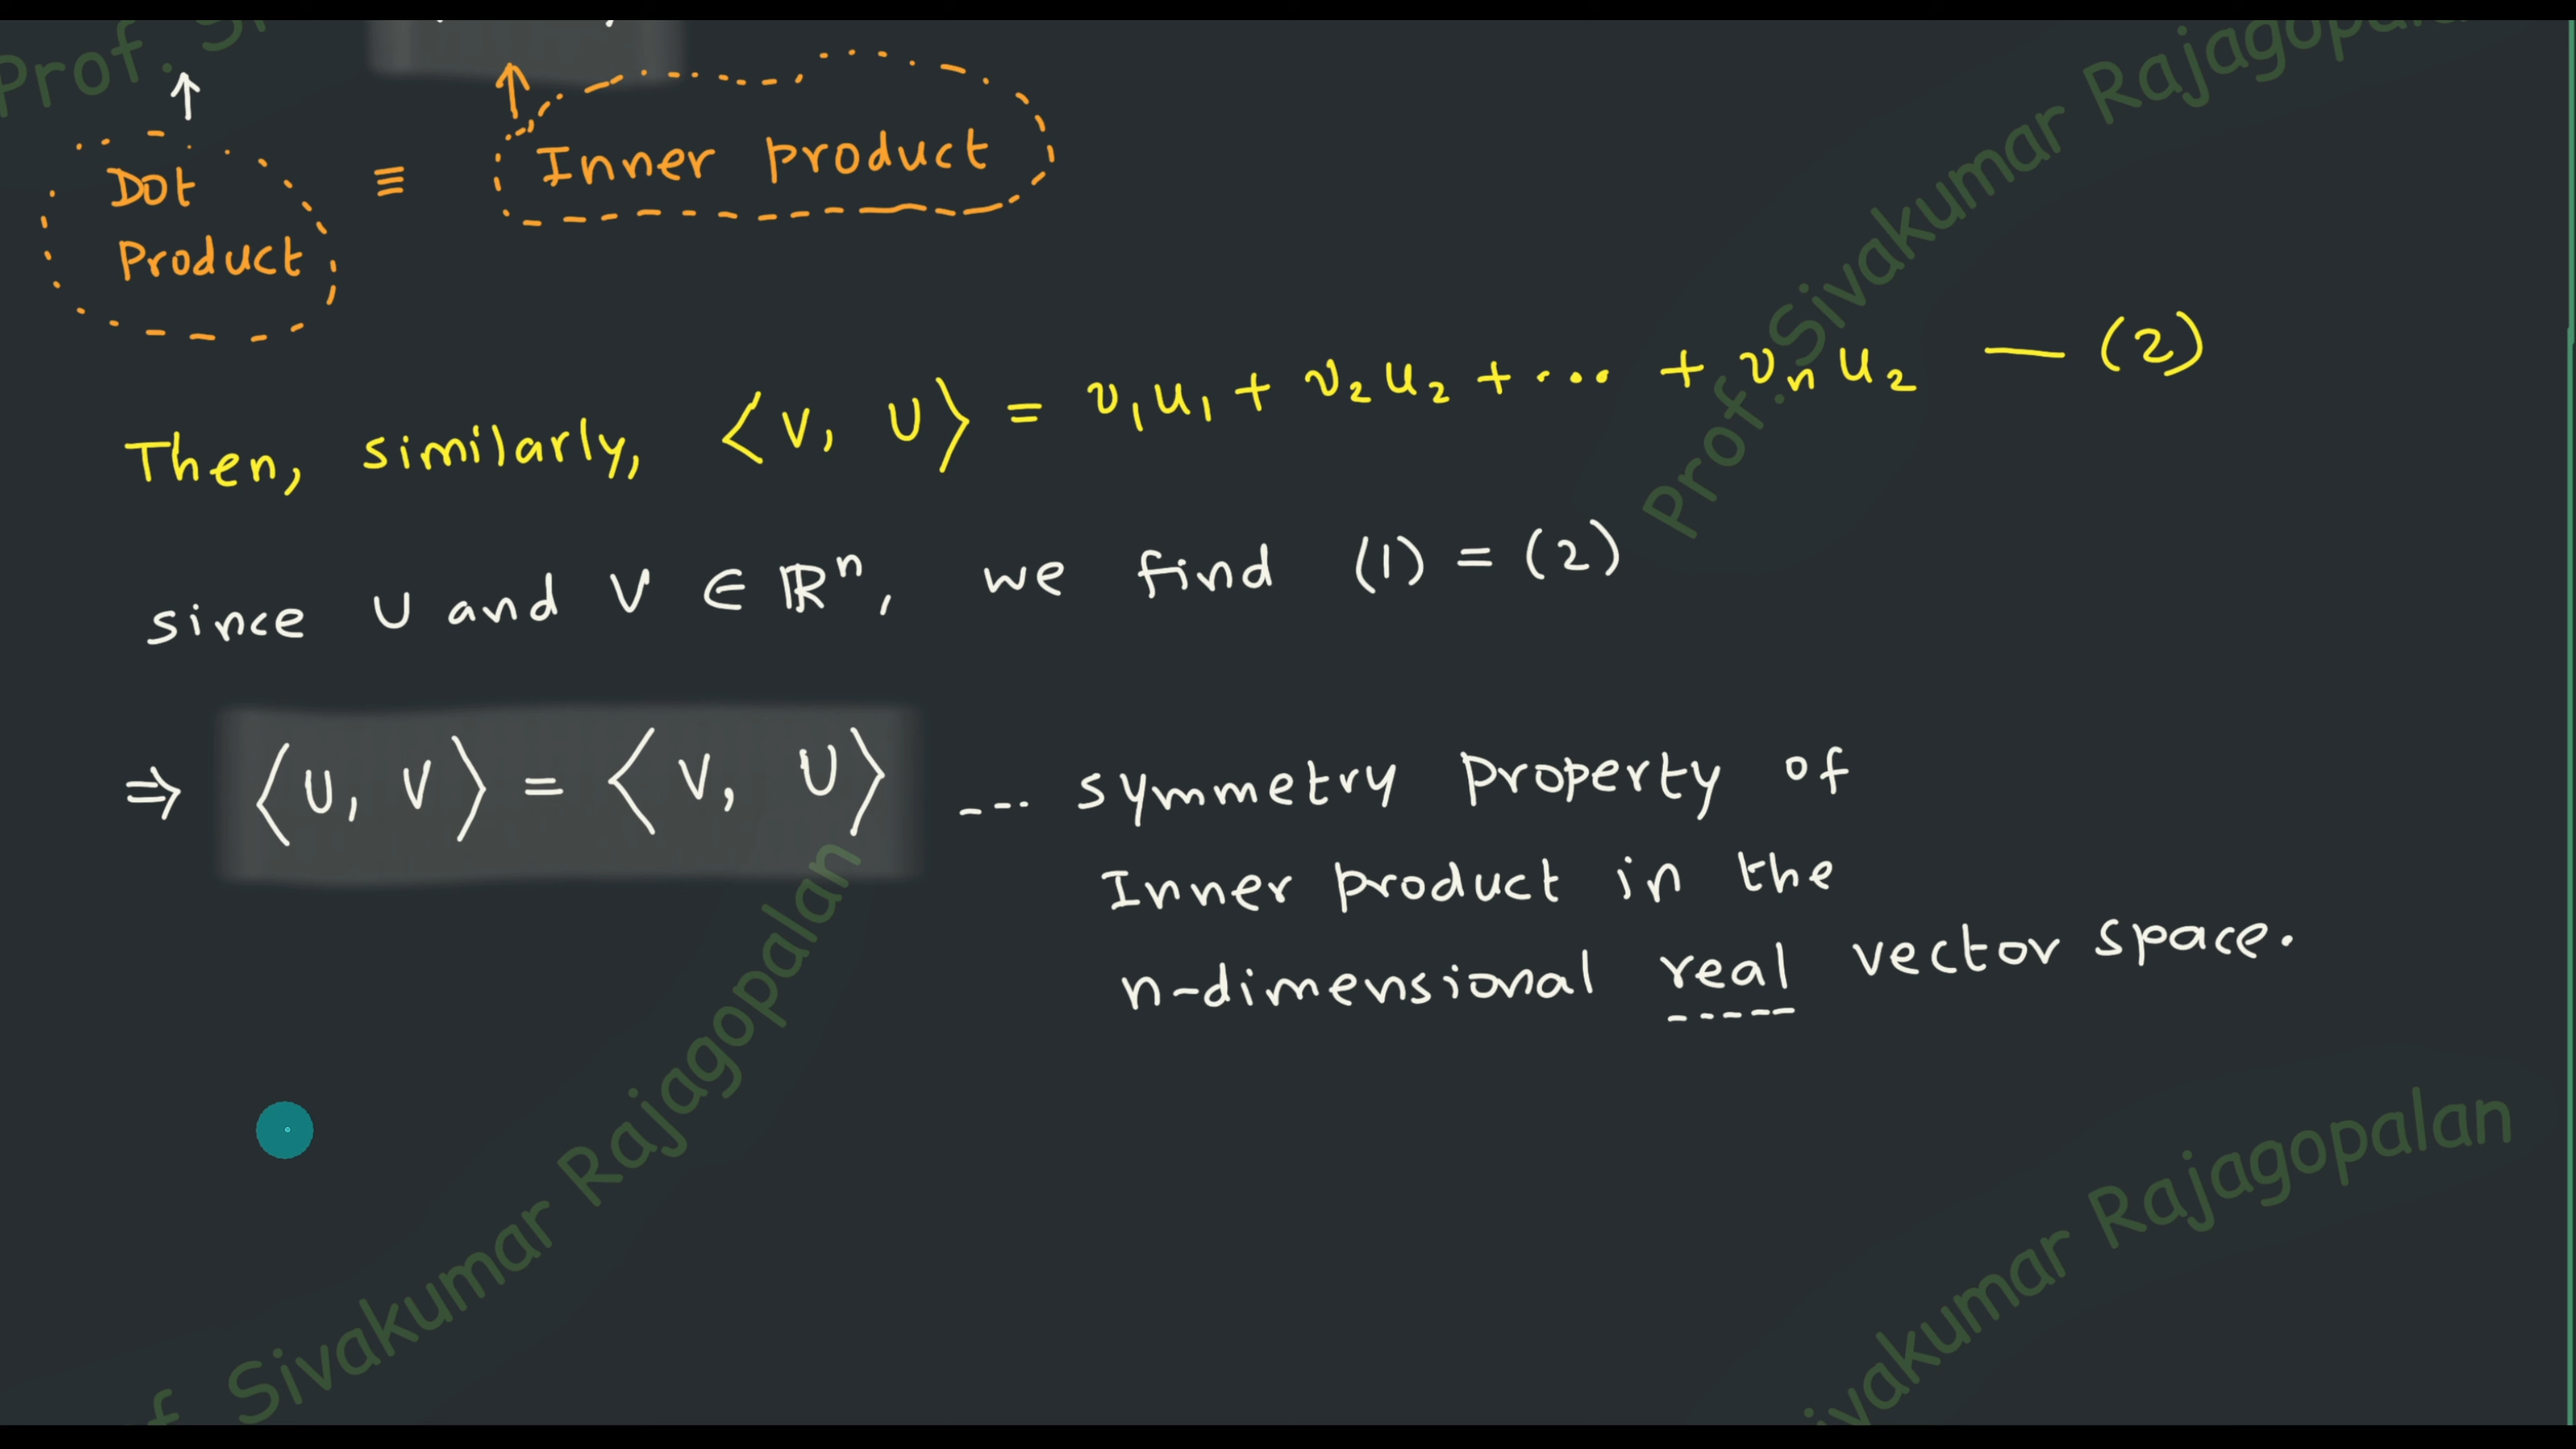 Dot ≡ Inner product
Product
Then, similarly, ⟨V, U⟩ = v₁u₁ + v₂u₂ + ... + vₙu₂ — (2)
since U and V ∈ ℝⁿ, we find (1) = (2)
⇒ ⟨U, V⟩ = ⟨V, U⟩ --- symmetry property of
Inner product in the
n-dimensional real vector space.
Prof.
Prof. Sivakumar Rajagopalan
Sivakumar Rajagopalan
Sivakumar Rajagopalan